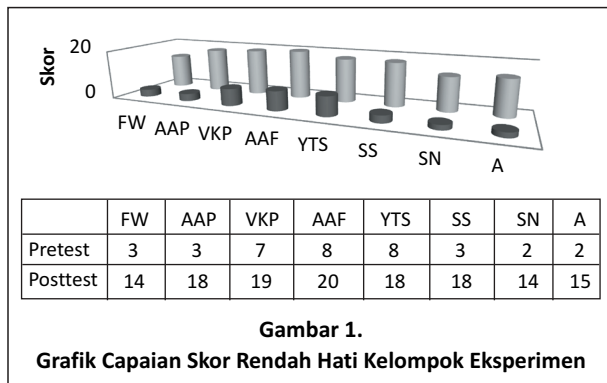 Skor
20
0
FW AAP VKP AAF YTS SS SN A
FW AAP VKP AAF YTS SS SN A
Pretest 3 3 7 8 8 3 2 2
Posttest 14 18 19 20 18 18 14 15
Gambar 1.
Grafik Capaian Skor Rendah Hati Kelompok Eksperimen